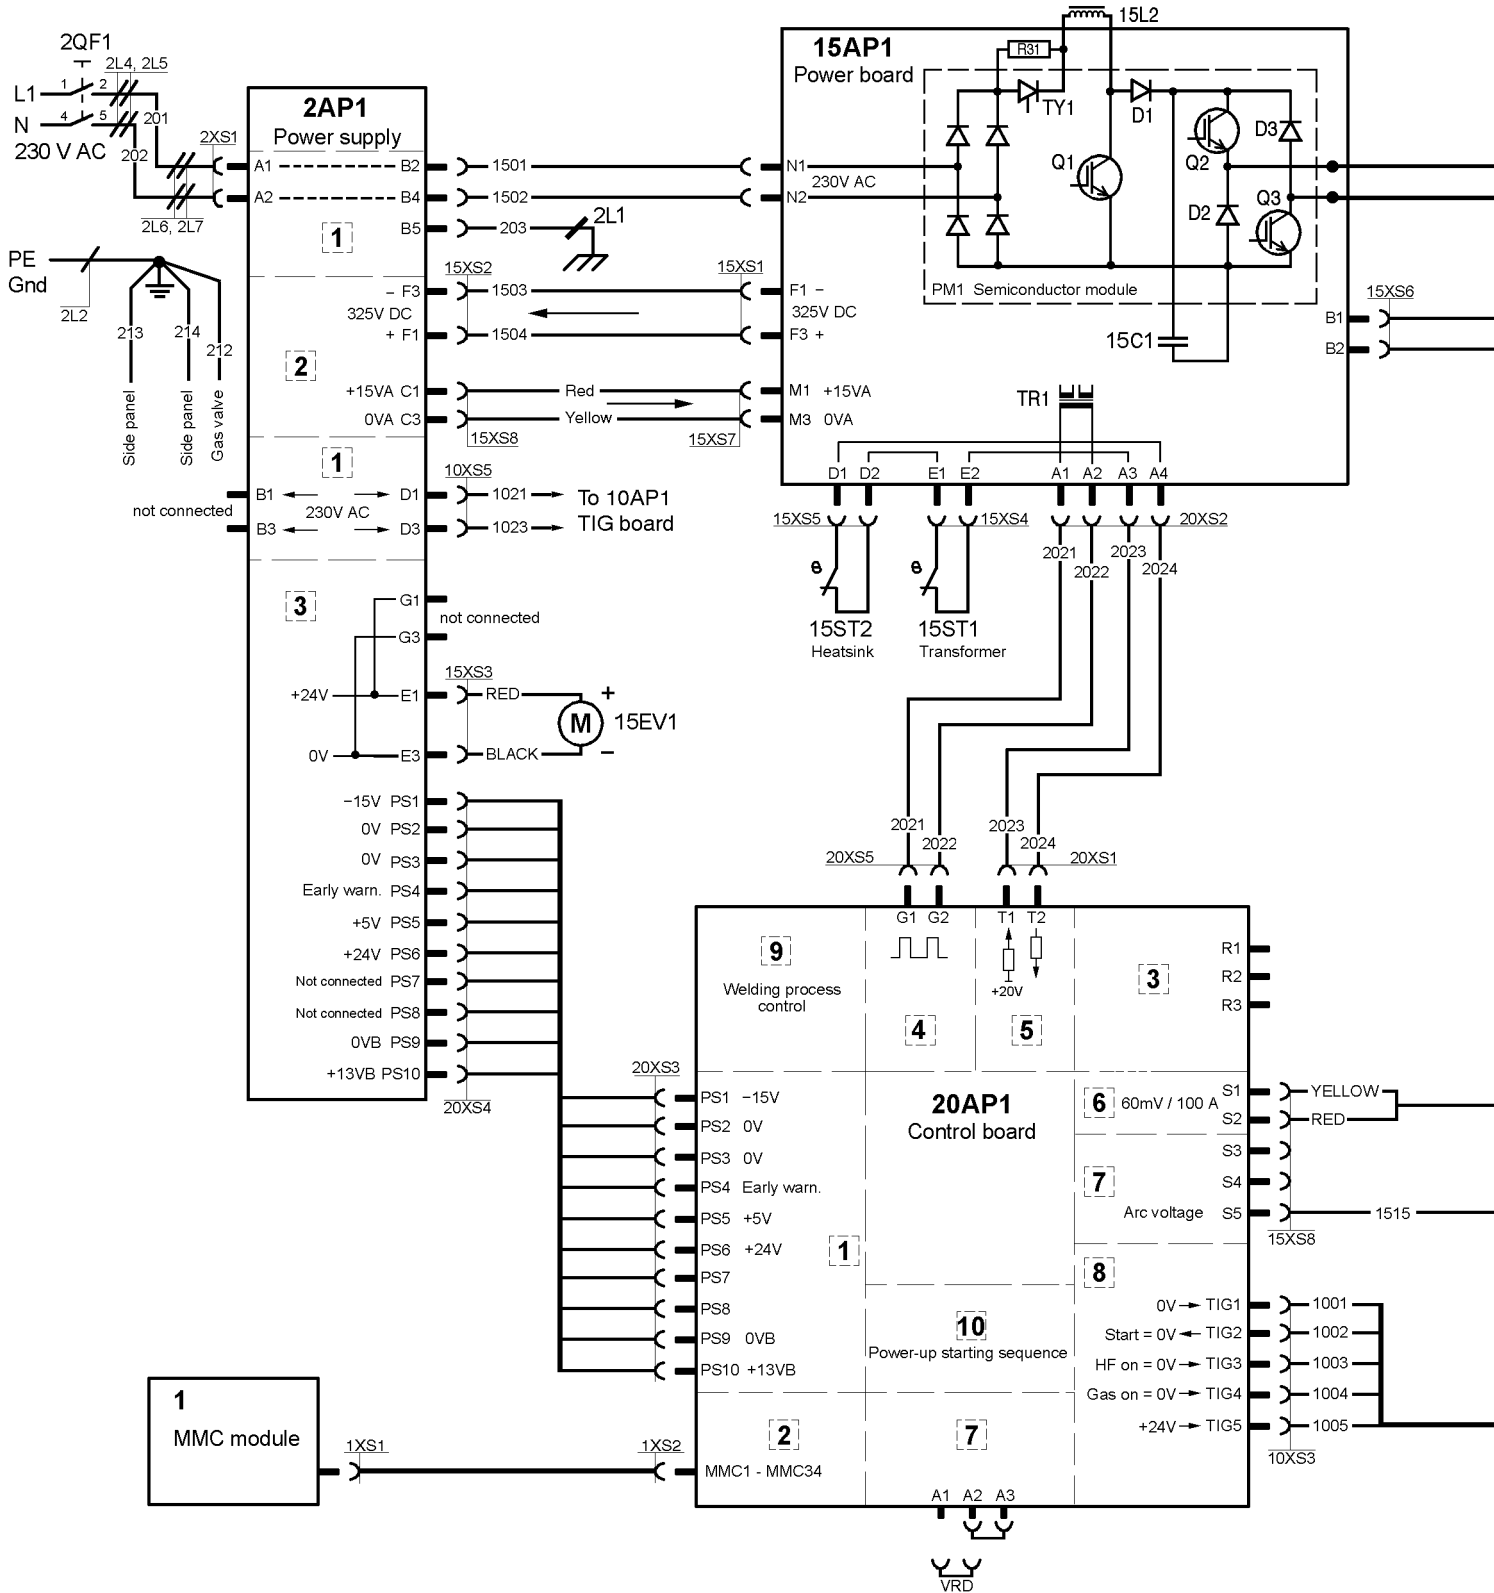 2QF1
2L4, 2L5
L1
1
2
N
4
5
230 V AC
201
202
2XS1
2L6, 2L7
PE
Gnd
2L2
213
214
212
Side panel
Side panel
Gas valve
2AP1
Power supply
A1
B2
A2
B4
B5
1
1501
1502
203
2L1
15XS2
15XS1
– F3
1503
325V DC
+ F1
1504
2
+15VA C1
Red
0VA C3
Yellow
15XS8
15XS7
1
10XS5
B1
D1
1021
To 10AP1
not connected
230V AC
B3
D3
1023
TIG board
3
G1
not connected
G3
15XS3
+24V
E1
RED
+
M
15EV1
0V
E3
BLACK
–
–15V PS1
0V PS2
0V PS3
Early warn. PS4
+5V PS5
+24V PS6
Not connected PS7
Not connected PS8
0VB PS9
+13VB PS10
20XS4
15L2
15AP1
Power board
R31
TY1
D1
Q1
Q2
D3
D2
Q3
N1
230V AC
N2
PM1 Semiconductor module
F1 –
325V DC
F3 +
15C1
15XS6
B1
B2
M1 +15VA
M3 0VA
TR1
D1
D2
E1
E2
A1
A2
A3
A4
15XS5
15XS4
20XS2
2021
2022
2023
2024
θ
θ
15ST2
Heatsink
15ST1
Transformer
2021
2022
2023
2024
20XS5
20XS1
G1
G2
T1
T2
+20V
9
Welding process
control
4
5
3
R1
R2
R3
20XS3
PS1 –15V
PS2 0V
PS3 0V
PS4 Early warn.
PS5 +5V
PS6 +24V
PS7
PS8
PS9 0VB
PS10 +13VB
1
20AP1
Control board
6
60mV / 100 A
S1
YELLOW
S2
RED
S3
7
S4
Arc voltage
S5
1515
15XS8
8
0V
TIG1
1001
Start = 0V
TIG2
1002
HF on = 0V
TIG3
1003
Gas on = 0V
TIG4
1004
+24V
TIG5
1005
10XS3
10
Power-up starting sequence
2
7
MMC1 - MMC34
1
MMC module
1XS1
1XS2
A1
A2
A3
VRD